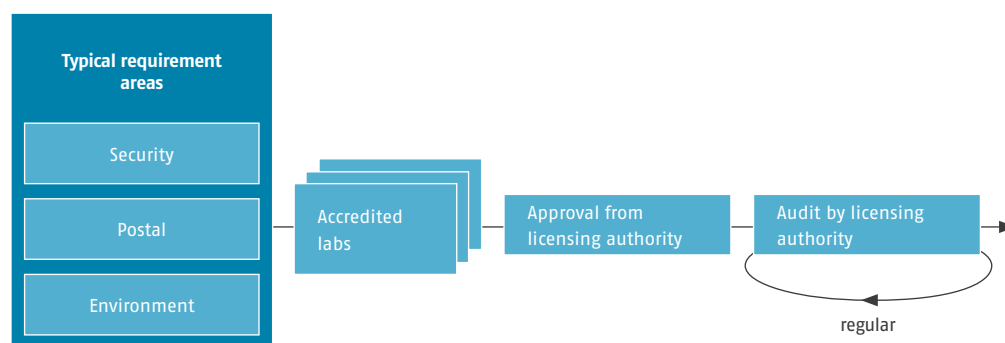 Typical requirement
areas
Security
Postal
Environment
Accredited
labs
Approval from
licensing authority
Audit by licensing
authority
regular